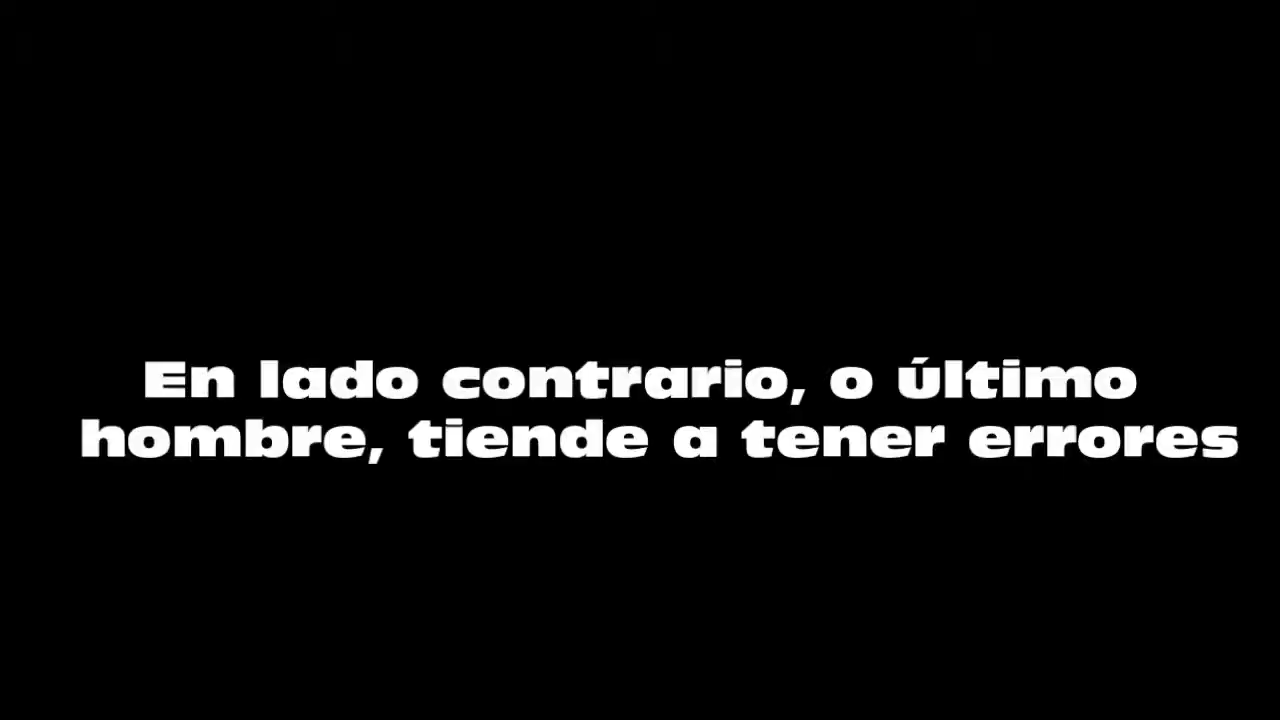 En lado contrario, o último
hombre, tiende a tener errores